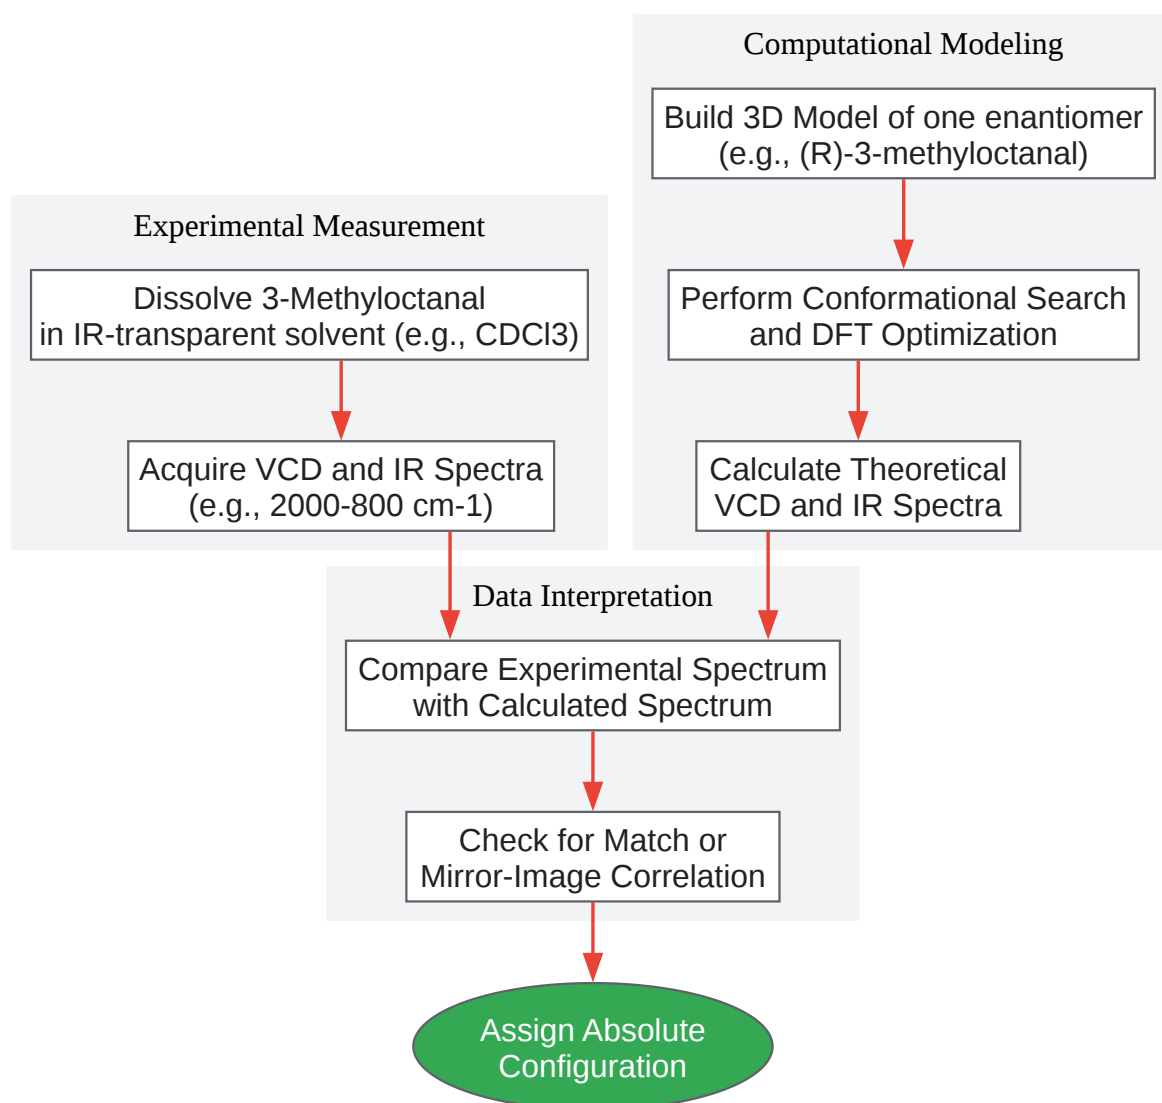 Computational Modeling
Build 3D Model of one enantiomer
(e.g., (R)-3-methyloctanal)
Perform Conformational Search
and DFT Optimization
Calculate Theoretical
VCD and IR Spectra
Experimental Measurement
Dissolve 3-Methyloctanal
in IR-transparent solvent (e.g., CDCl3)
Acquire VCD and IR Spectra
(e.g., 2000-800 cm-1)
Data Interpretation
Compare Experimental Spectrum
with Calculated Spectrum
Check for Match or
Mirror-Image Correlation
Assign Absolute
Configuration